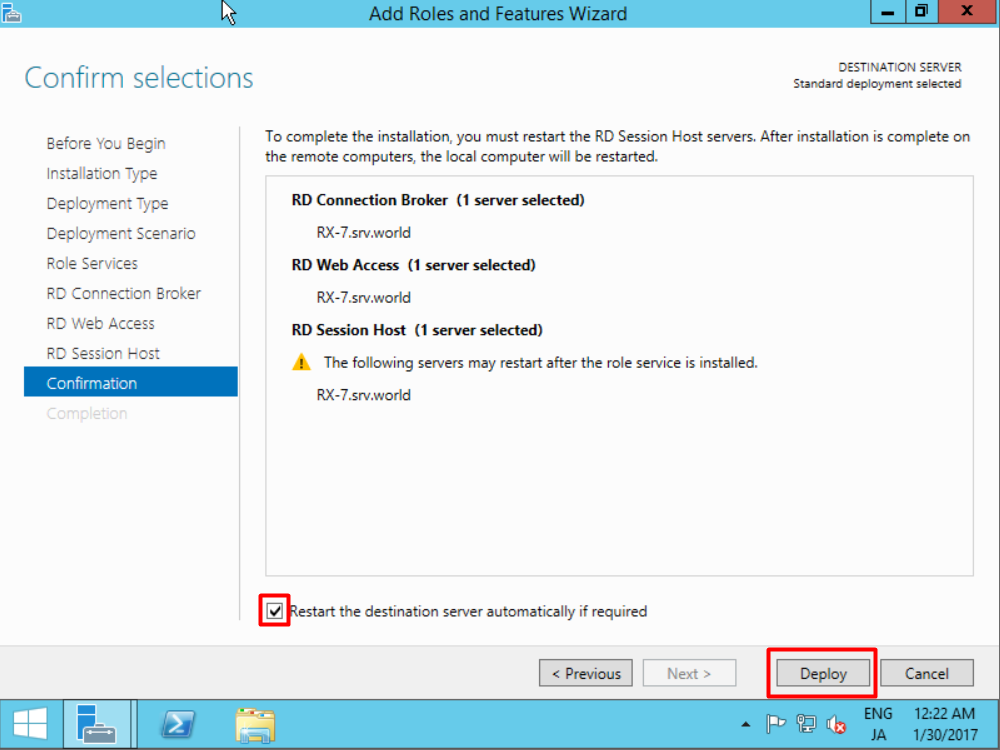 Add Roles and Features Wizard
Confirm selections
DESTINATION SERVER
Standard deployment selected
Before You Begin
Installation Type
Deployment Type
Deployment Scenario
Role Services
RD Connection Broker
RD Web Access
RD Session Host
Confirmation
Completion
To complete the installation, you must restart the RD Session Host servers. After installation is complete on
the remote computers, the local computer will be restarted.
RD Connection Broker (1 server selected)
RX-7.srv.world
RD Web Access (1 server selected)
RX-7.srv.world
RD Session Host (1 server selected)
The following servers may restart after the role service is installed.
RX-7.srv.world
Restart the destination server automatically if required
< Previous
Next >
Deploy
Cancel
ENG
JA
12:22 AM
1/30/2017